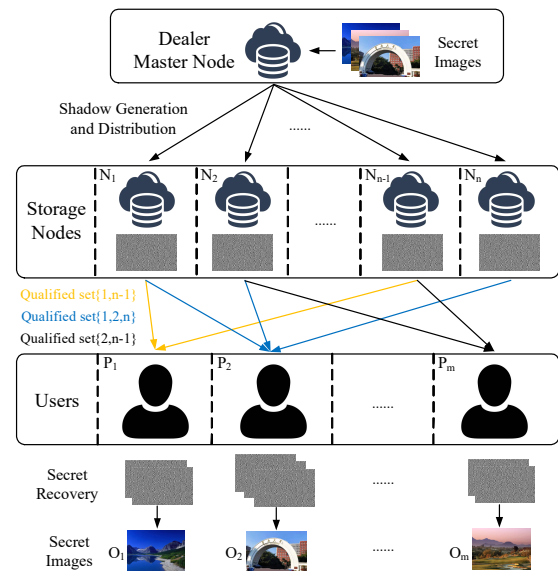 Dealer
Master Node
Secret
Images
Shadow Generation
and Distribution
......
N₁
N₂
Nₙ₋₁
Nₙ
Storage
Nodes
......
Qualified set{1,n-1}
Qualified set{1,2,n}
Qualified set{2,n-1}
P₁
P₂
Pₘ
Users
......
Secret
Recovery
......
Secret
Images
O₁
O₂
......
Oₘ